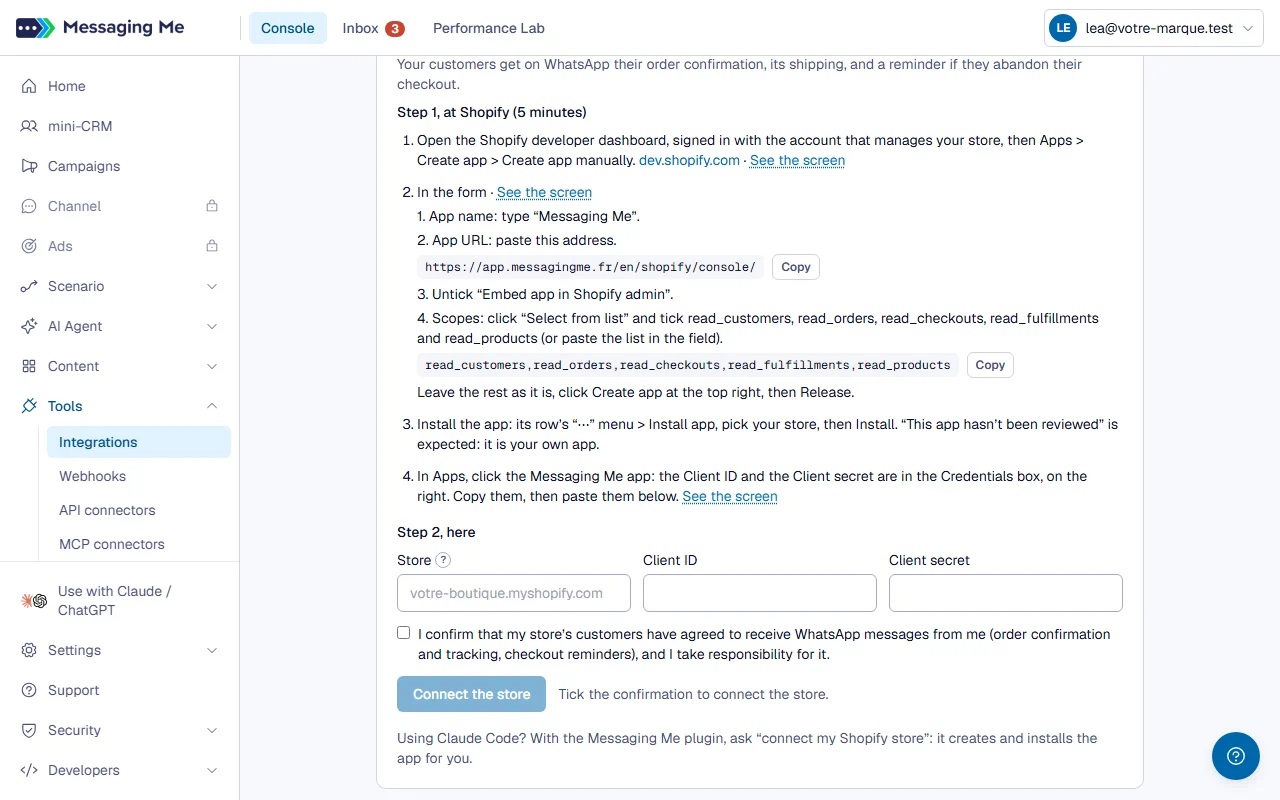 Messaging Me
Console
Inbox 3
Performance Lab
LE
lea@votre-marque.test
Home
mini-CRM
Campaigns
Channel
Ads
Scenario
AI Agent
Content
Tools
Integrations
Webhooks
API connectors
MCP connectors
Use with Claude /
ChatGPT
Settings
Support
Security
Developers
Your customers get on WhatsApp their order confirmation, its shipping, and a reminder if they abandon their
checkout.
Step 1, at Shopify (5 minutes)
1. Open the Shopify developer dashboard, signed in with the account that manages your store, then Apps >
Create app > Create app manually. dev.shopify.com · See the screen
2. In the form · See the screen
1. App name: type “Messaging Me”.
2. App URL: paste this address.
https://app.messagingme.fr/en/shopify/console/
Copy
3. Untick “Embed app in Shopify admin”.
4. Scopes: click “Select from list” and tick read_customers, read_orders, read_checkouts, read_fulfillments
and read_products (or paste the list in the field).
read_customers,read_orders,read_checkouts,read_fulfillments,read_products
Copy
Leave the rest as it is, click Create app at the top right, then Release.
3. Install the app: its row’s “···” menu > Install app, pick your store, then Install. “This app hasn’t been reviewed” is
expected: it is your own app.
4. In Apps, click the Messaging Me app: the Client ID and the Client secret are in the Credentials box, on the
right. Copy them, then paste them below. See the screen
Step 2, here
Store ?
Client ID
Client secret
votre-boutique.myshopify.com
I confirm that my store’s customers have agreed to receive WhatsApp messages from me (order confirmation
and tracking, checkout reminders), and I take responsibility for it.
Connect the store
Tick the confirmation to connect the store.
Using Claude Code? With the Messaging Me plugin, ask “connect my Shopify store”: it creates and installs the
app for you.